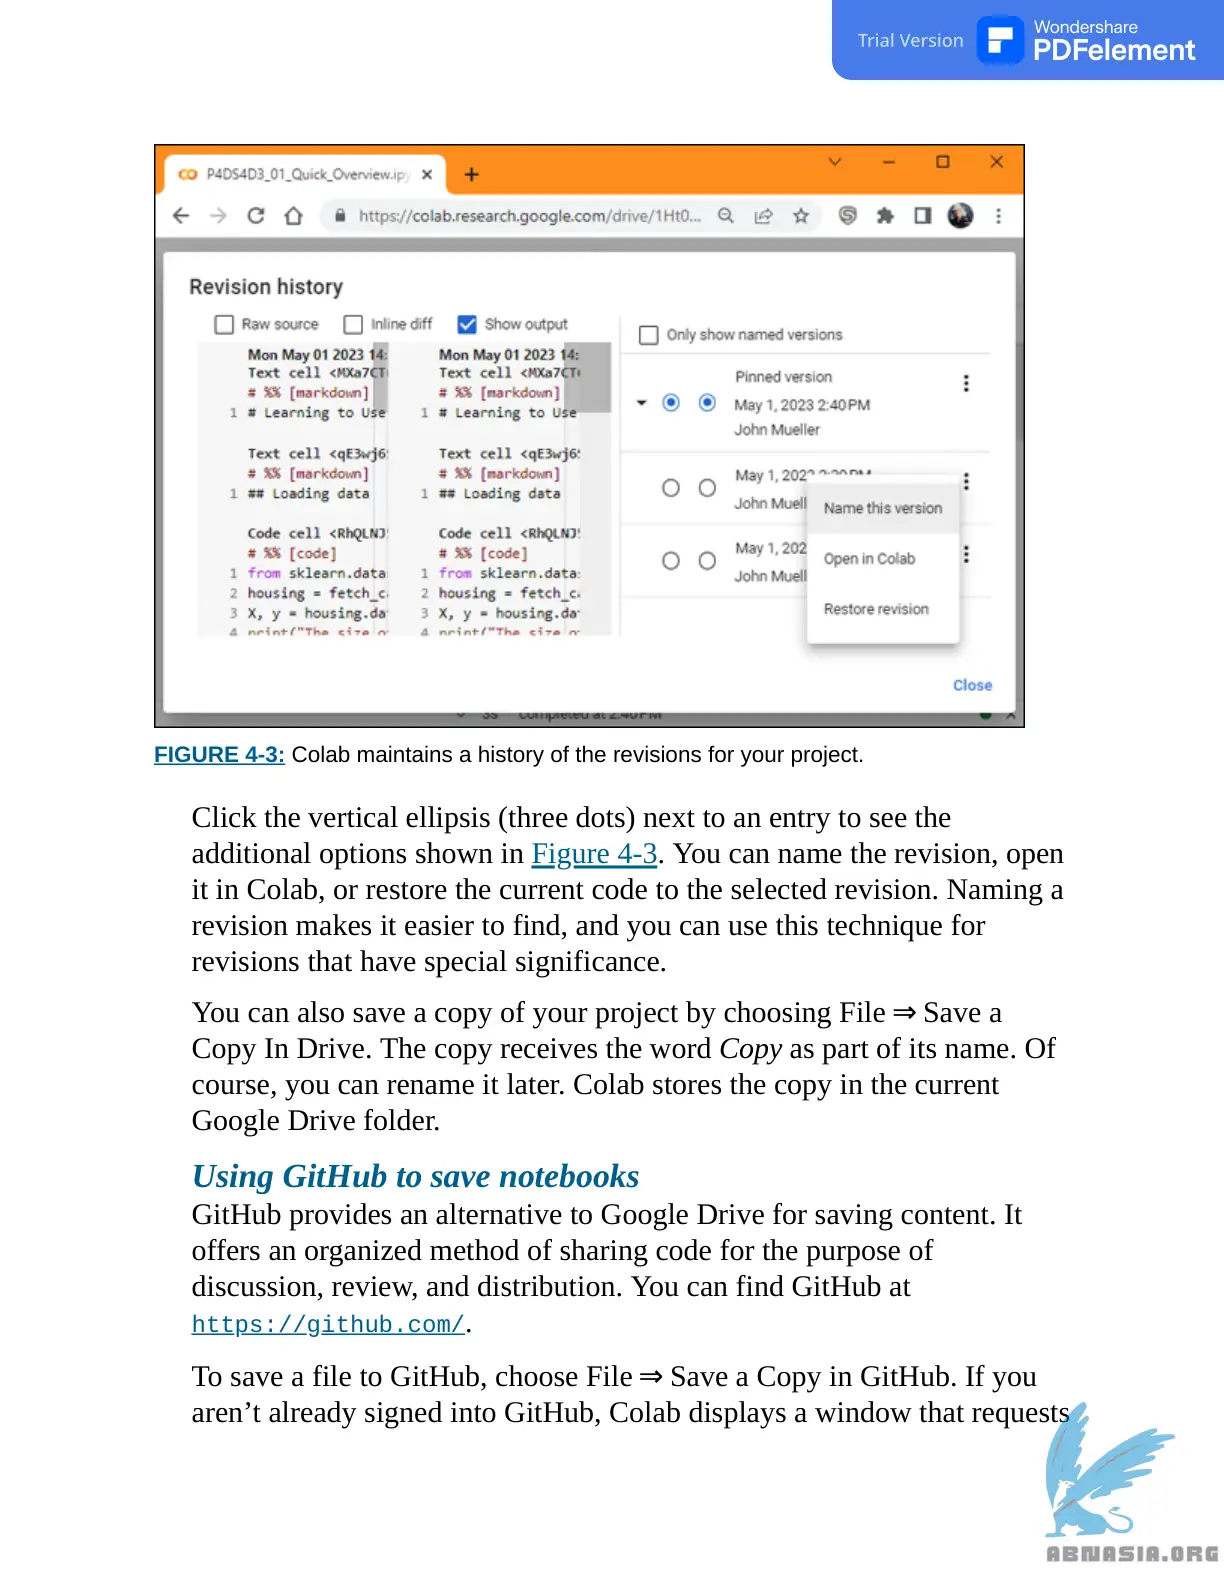 Trial Version
Wondershare
PDFelement
P4DS4D3_01_Quick_Overview.ipy
https://colab.research.google.com/drive/1Ht0...
Revision history
Raw source Inline diff Show output
Only show named versions
Mon May 01 2023 14: Mon May 01 2023 14:
Text cell <MXa7CT Text cell <MXa7CT
# %% [markdown] # %% [markdown]
1 # Learning to Use 1 # Learning to Use
Text cell <qE3wj6 Text cell <qE3wj6
# %% [markdown] # %% [markdown]
1 ## Loading data 1 ## Loading data
Code cell <RhQLNJ Code cell <RhQLNJ
# %% [code] # %% [code]
1 from sklearn.data 1 from sklearn.data
2 housing = fetch_c 2 housing = fetch_c
3 X, y = housing.da 3 X, y = housing.da
4 print("The size o 4 print("The size o
Pinned version
May 1, 2023 2:40 PM
John Mueller
May 1, 2023
John Muell
May 1, 202
John Muell
Name this version
Open in Colab
Restore revision
Close
3s completed at 2:40 PM
FIGURE 4-3: Colab maintains a history of the revisions for your project.
Click the vertical ellipsis (three dots) next to an entry to see the
additional options shown in Figure 4-3. You can name the revision, open
it in Colab, or restore the current code to the selected revision. Naming a
revision makes it easier to find, and you can use this technique for
revisions that have special significance.
You can also save a copy of your project by choosing File ⇒ Save a
Copy In Drive. The copy receives the word Copy as part of its name. Of
course, you can rename it later. Colab stores the copy in the current
Google Drive folder.
Using GitHub to save notebooks
GitHub provides an alternative to Google Drive for saving content. It
offers an organized method of sharing code for the purpose of
discussion, review, and distribution. You can find GitHub at
https://github.com/.
To save a file to GitHub, choose File ⇒ Save a Copy in GitHub. If you
aren’t already signed into GitHub, Colab displays a window that requests
ABNASIA.ORG